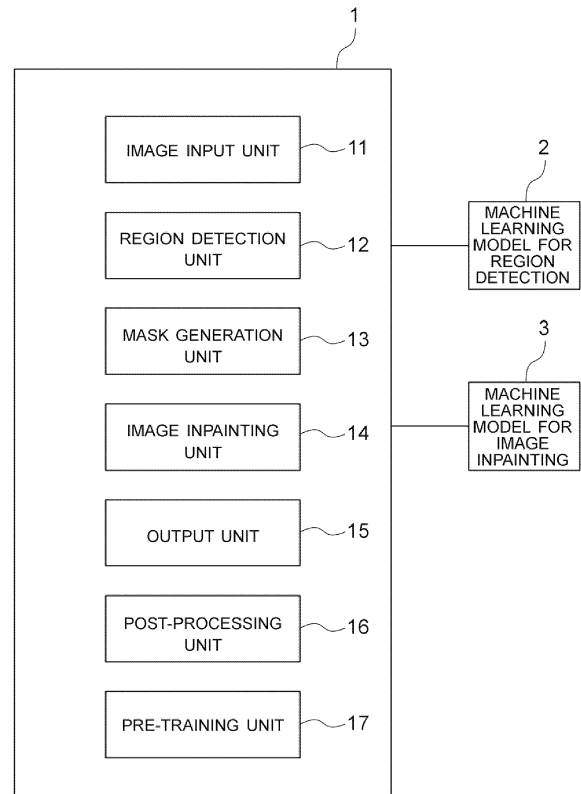 1
IMAGE INPUT UNIT
11
REGION DETECTION
UNIT
12
MASK GENERATION
UNIT
13
IMAGE INPAINTING
UNIT
14
OUTPUT UNIT
15
POST-PROCESSING
UNIT
16
PRE-TRAINING UNIT
17
2
MACHINE
LEARNING
MODEL FOR
REGION
DETECTION
3
MACHINE
LEARNING
MODEL FOR
IMAGE
INPAINTING